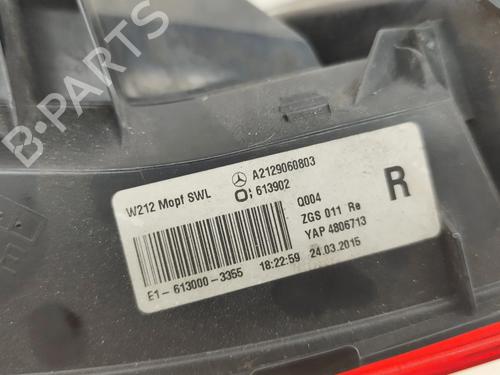 B-PARTS
W212 Mopf SWL
A2129060803
613902
Q004
ZGS 011 Re
YAP 4806713
24.03.2015
R
E1-613000-3365 18:22:59